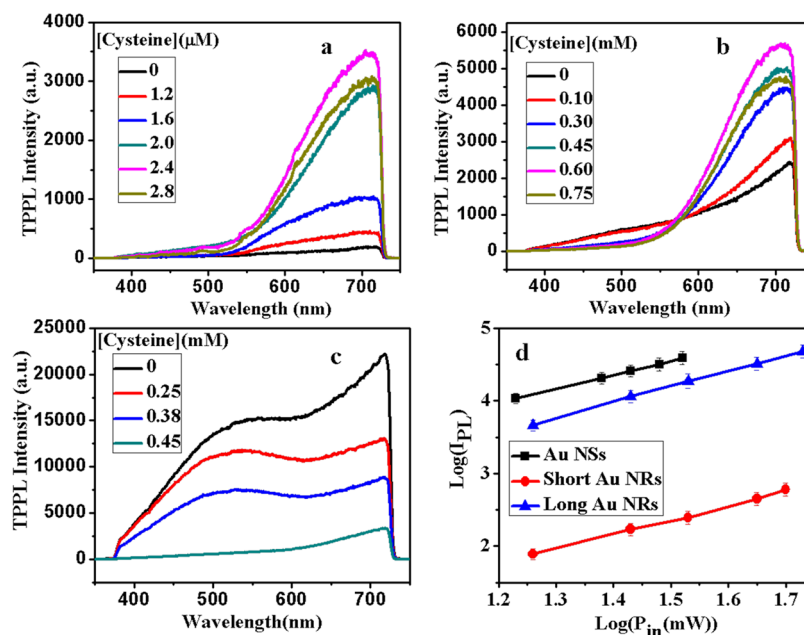 [Cysteine](μM)
a
0
1.2
1.6
2.0
2.4
2.8
4000
3000
2000
1000
0
TPPL Intensity (a.u.)
400 500 600 700
Wavelength (nm)
[Cysteine](mM)
b
0
0.10
0.30
0.45
0.60
0.75
6000
5000
4000
3000
2000
1000
0
TPPL Intensity (a.u.)
400 500 600 700
Wavelength (nm)
[Cysteine](mM)
c
0
0.25
0.38
0.45
25000
20000
15000
10000
5000
0
TPPL Intensity (a.u.)
400 500 600 700
Wavelength(nm)
d
Au NSs
Short Au NRs
Long Au NRs
5
4
3
2
Log(IPL)
1.2 1.3 1.4 1.5 1.6 1.7
Log(Pin(mW))